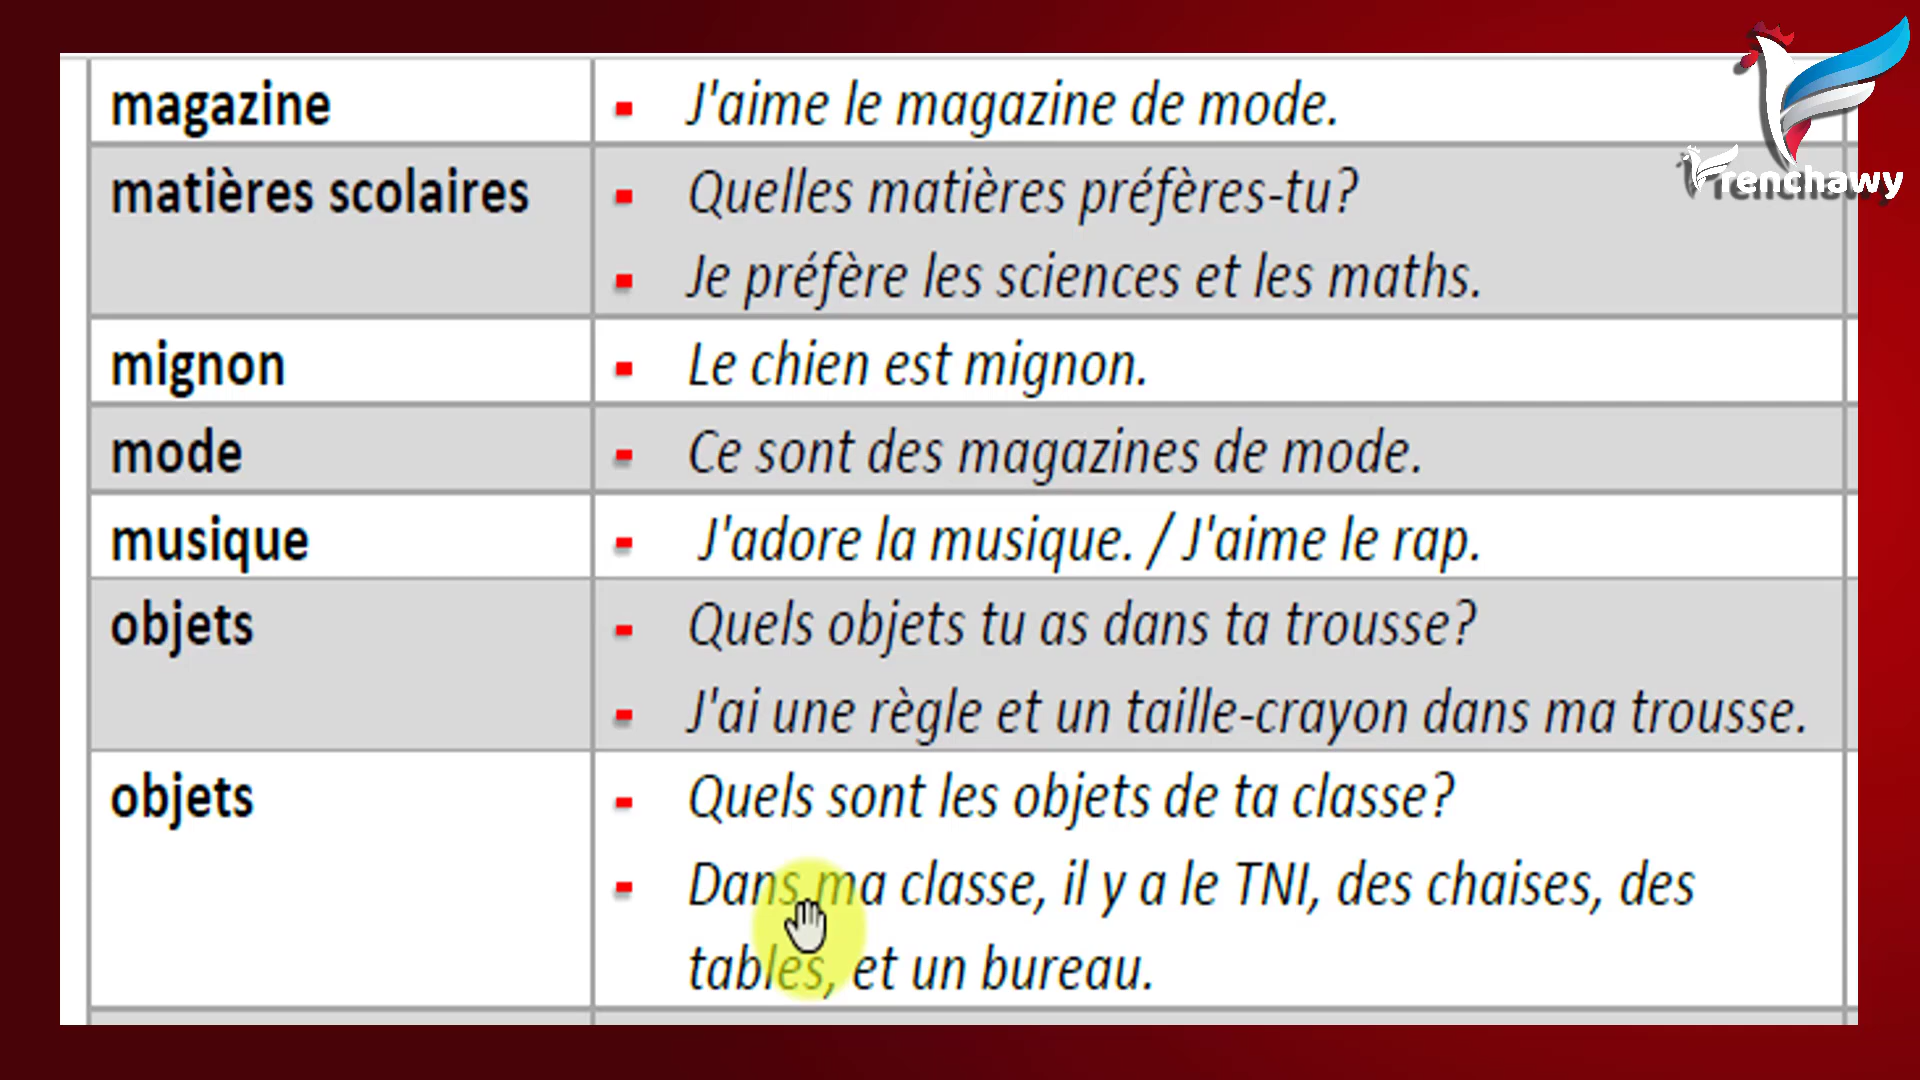 magazine - J'aime le magazine de mode.
matières scolaires - Quelles matières préfères-tu?
- Je préfère les sciences et les maths.
mignon - Le chien est mignon.
mode - Ce sont des magazines de mode.
musique - J'adore la musique. / J'aime le rap.
objets - Quels objets tu as dans ta trousse?
- J'ai une règle et un taille-crayon dans ma trousse.
objets - Quels sont les objets de ta classe?
- Dans ma classe, il y a le TNI, des chaises, des
tables, et un bureau.
Frenchawy